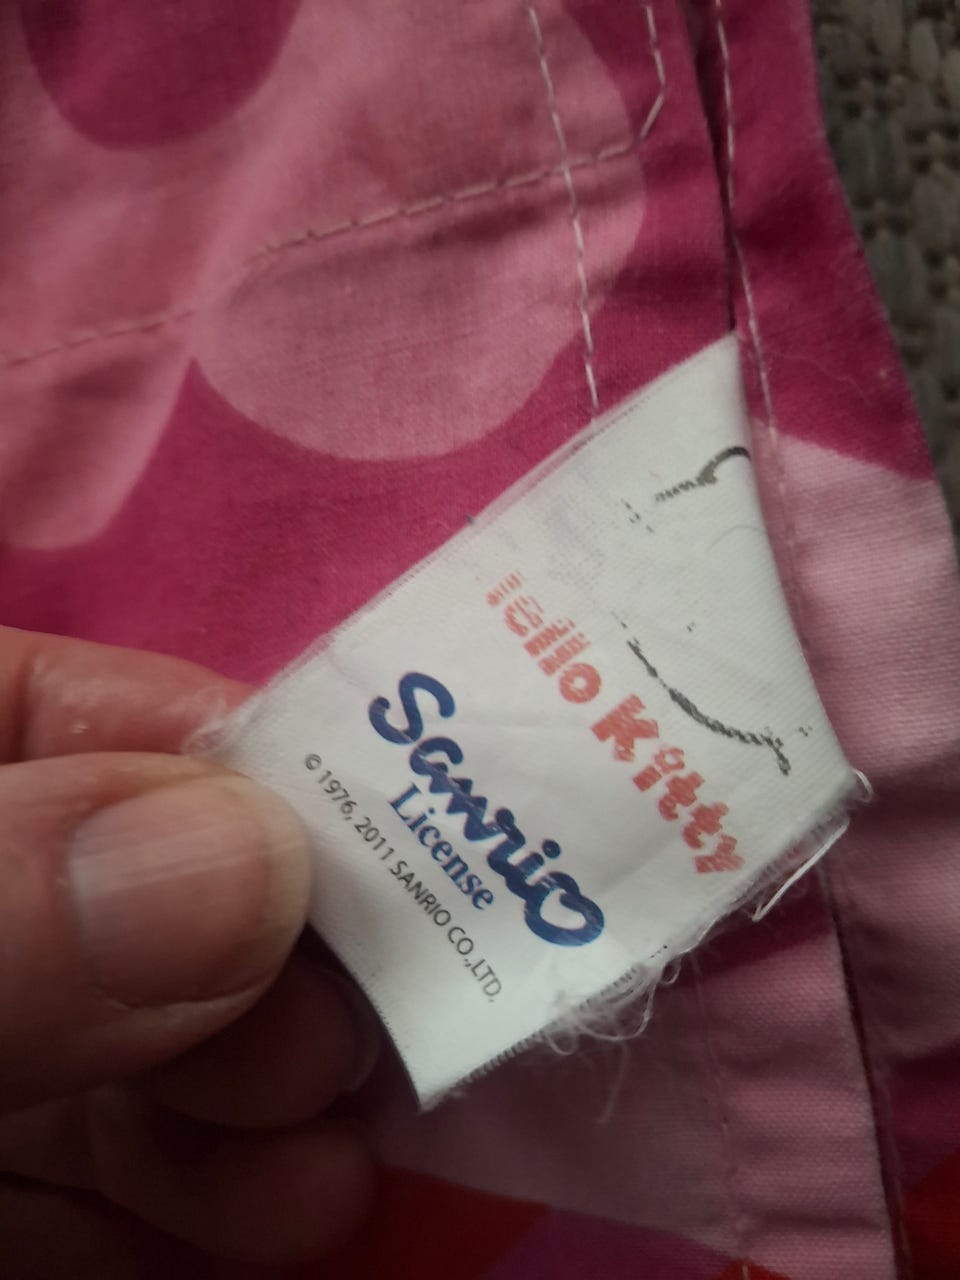 Hello Kitty
Sanrio
License
© 1976, 2011 SANRIO CO.,LTD.